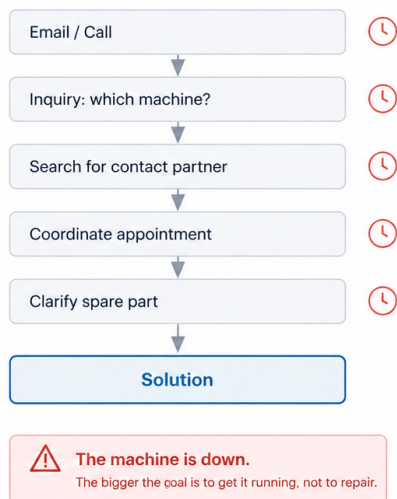 Email / Call
Inquiry: which machine?
Search for contact partner
Coordinate appointment
Clarify spare part
Solution
The machine is down.
The bigger the goal is to get it running, not to repair.